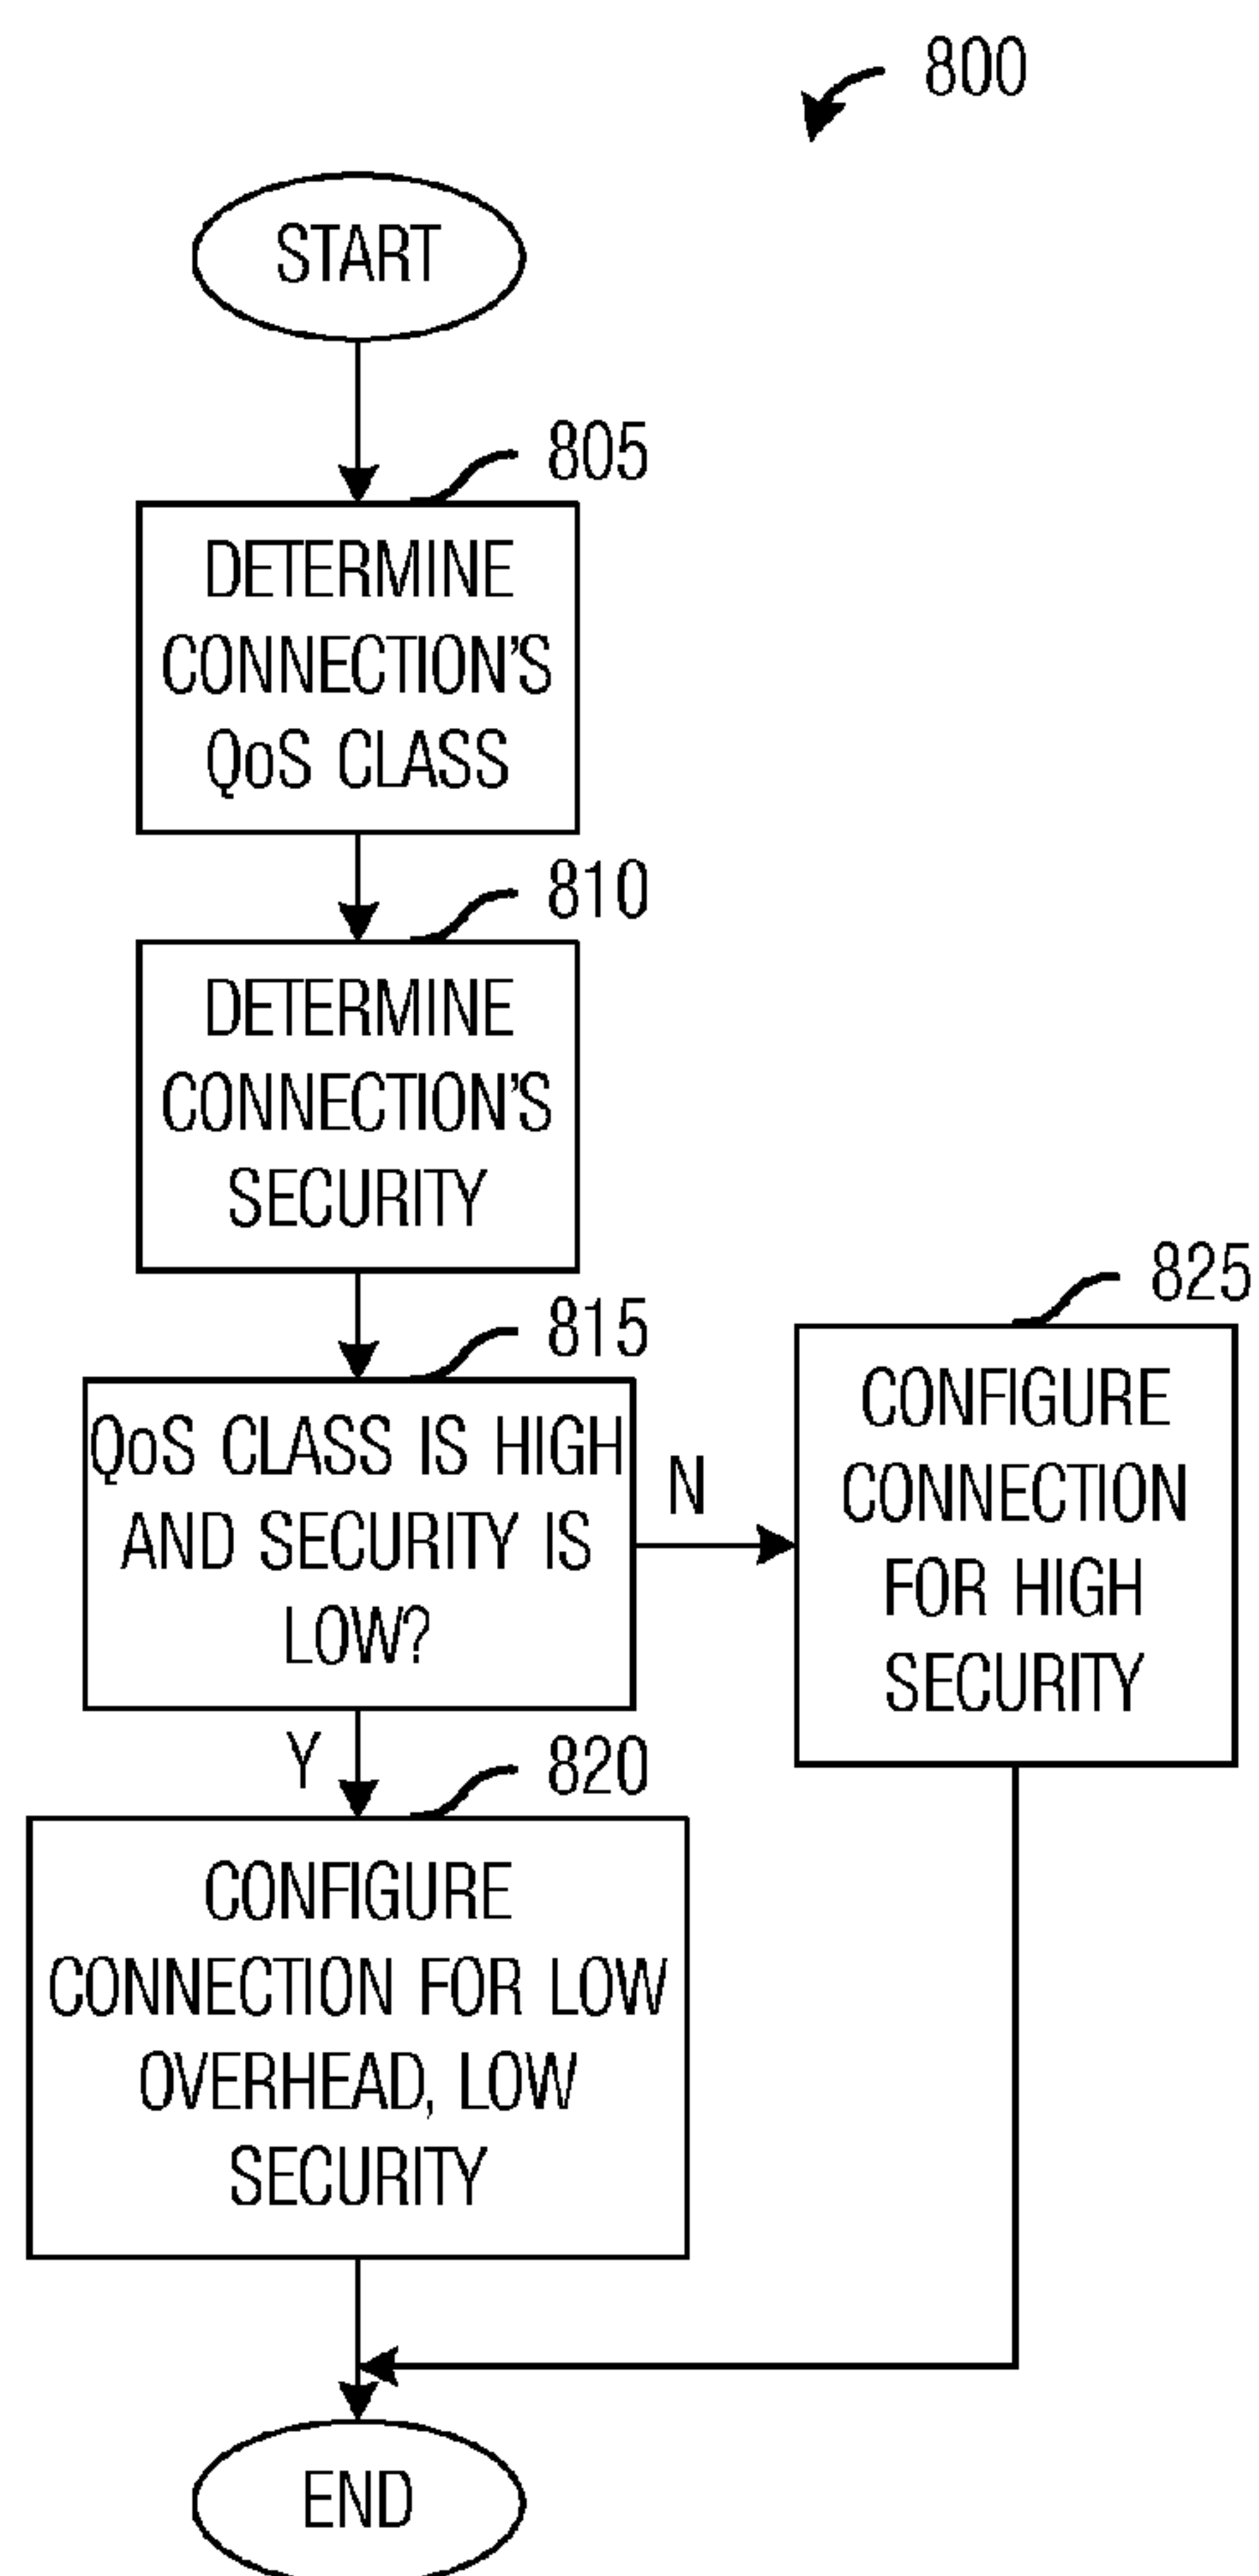 800
START
805
DETERMINE
CONNECTION'S
QoS CLASS
810
DETERMINE
CONNECTION'S
SECURITY
815
QoS CLASS IS HIGH
AND SECURITY IS
LOW?
N
825
CONFIGURE
CONNECTION
FOR HIGH
SECURITY
Y
820
CONFIGURE
CONNECTION FOR LOW
OVERHEAD, LOW
SECURITY
END